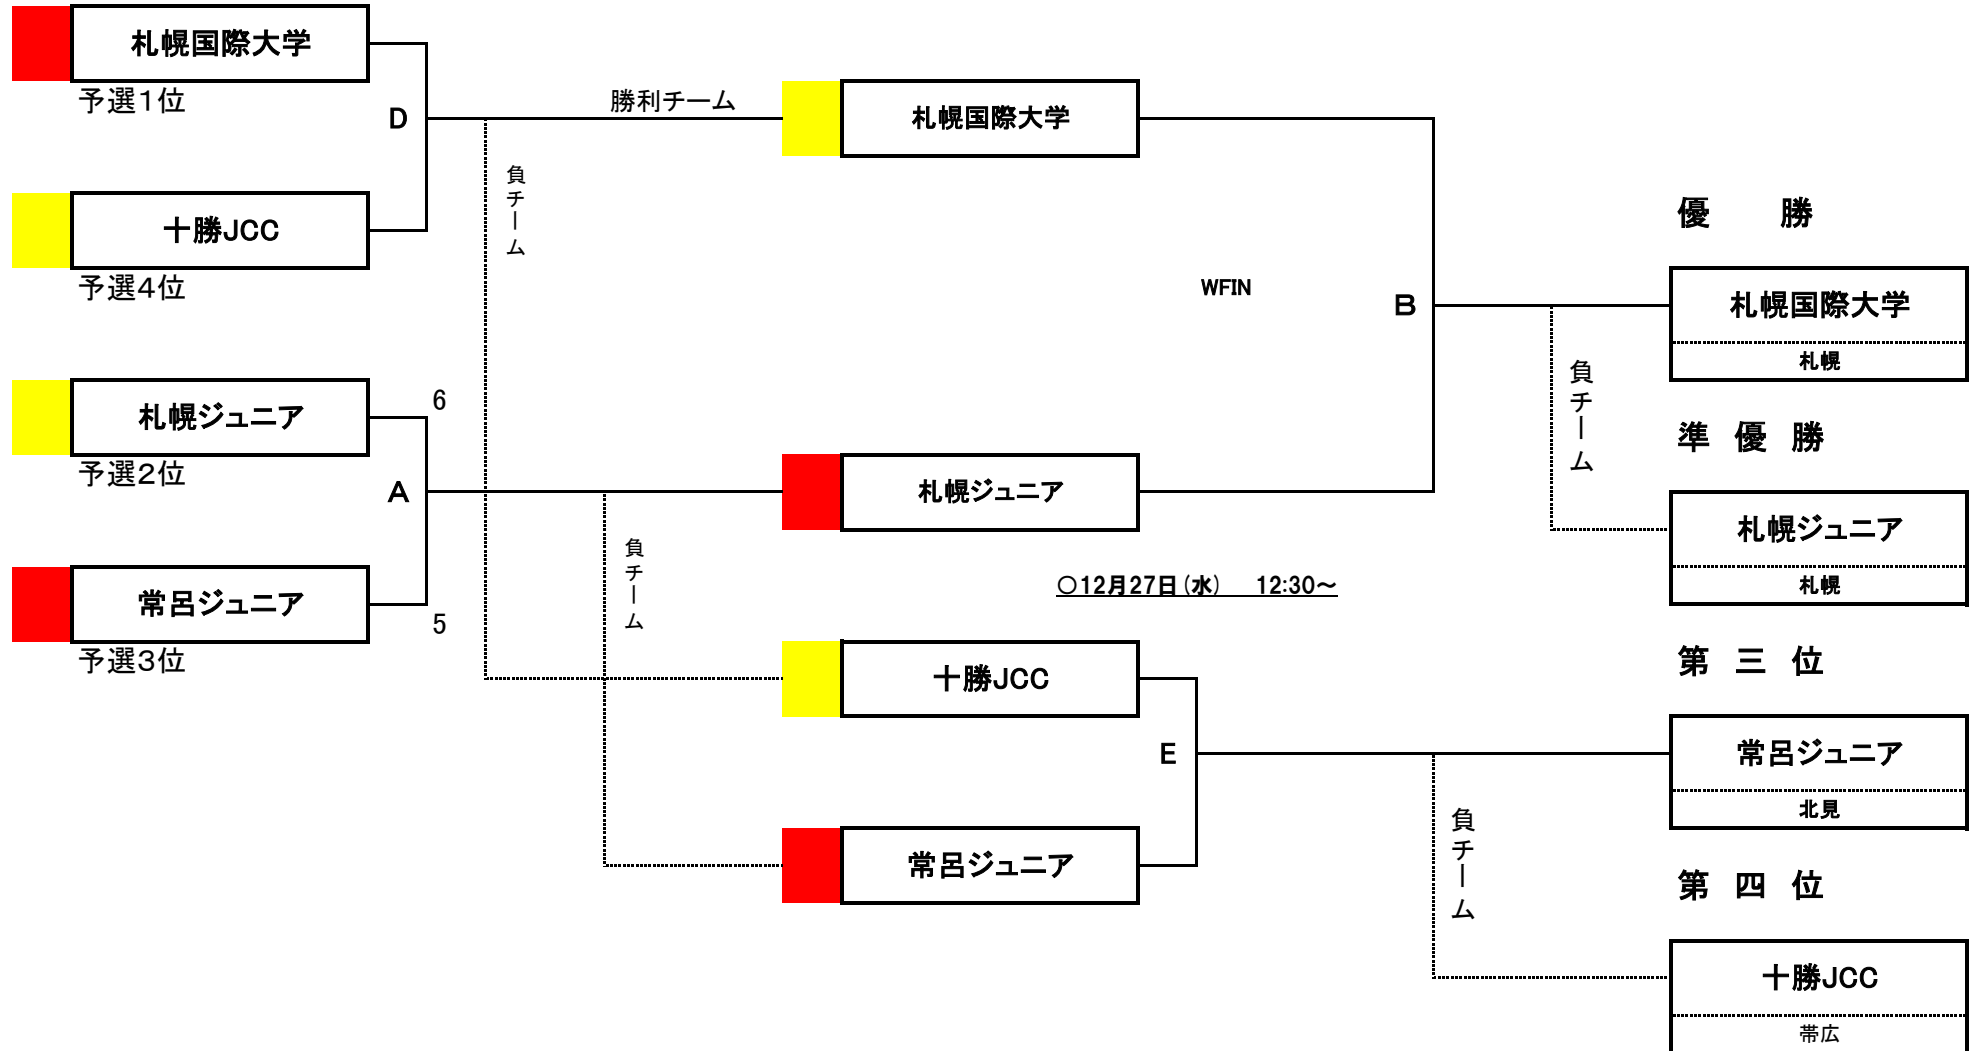 札幌国際大学
予選1位
D
勝利チーム
札幌国際大学
負チーム
十勝JCC
予選4位
優 勝
WFIN
B
札幌国際大学
札幌
札幌ジュニア
6
予選2位
A
負チーム
準 優 勝
札幌ジュニア
札幌ジュニア
札幌
負チーム
○12月27日(水) 12:30～
常呂ジュニア
5
予選3位
十勝JCC
第 三 位
E
常呂ジュニア
北見
常呂ジュニア
負チーム
第 四 位
十勝JCC
帯広